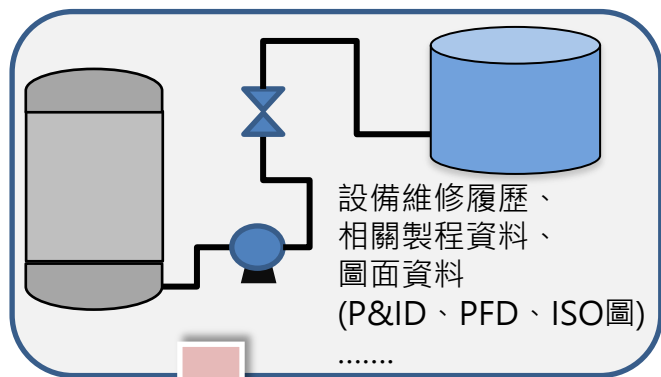 設備維修履歷、
相關製程資料、
圖面資料
(P&ID、PFD、ISO圖)
.......